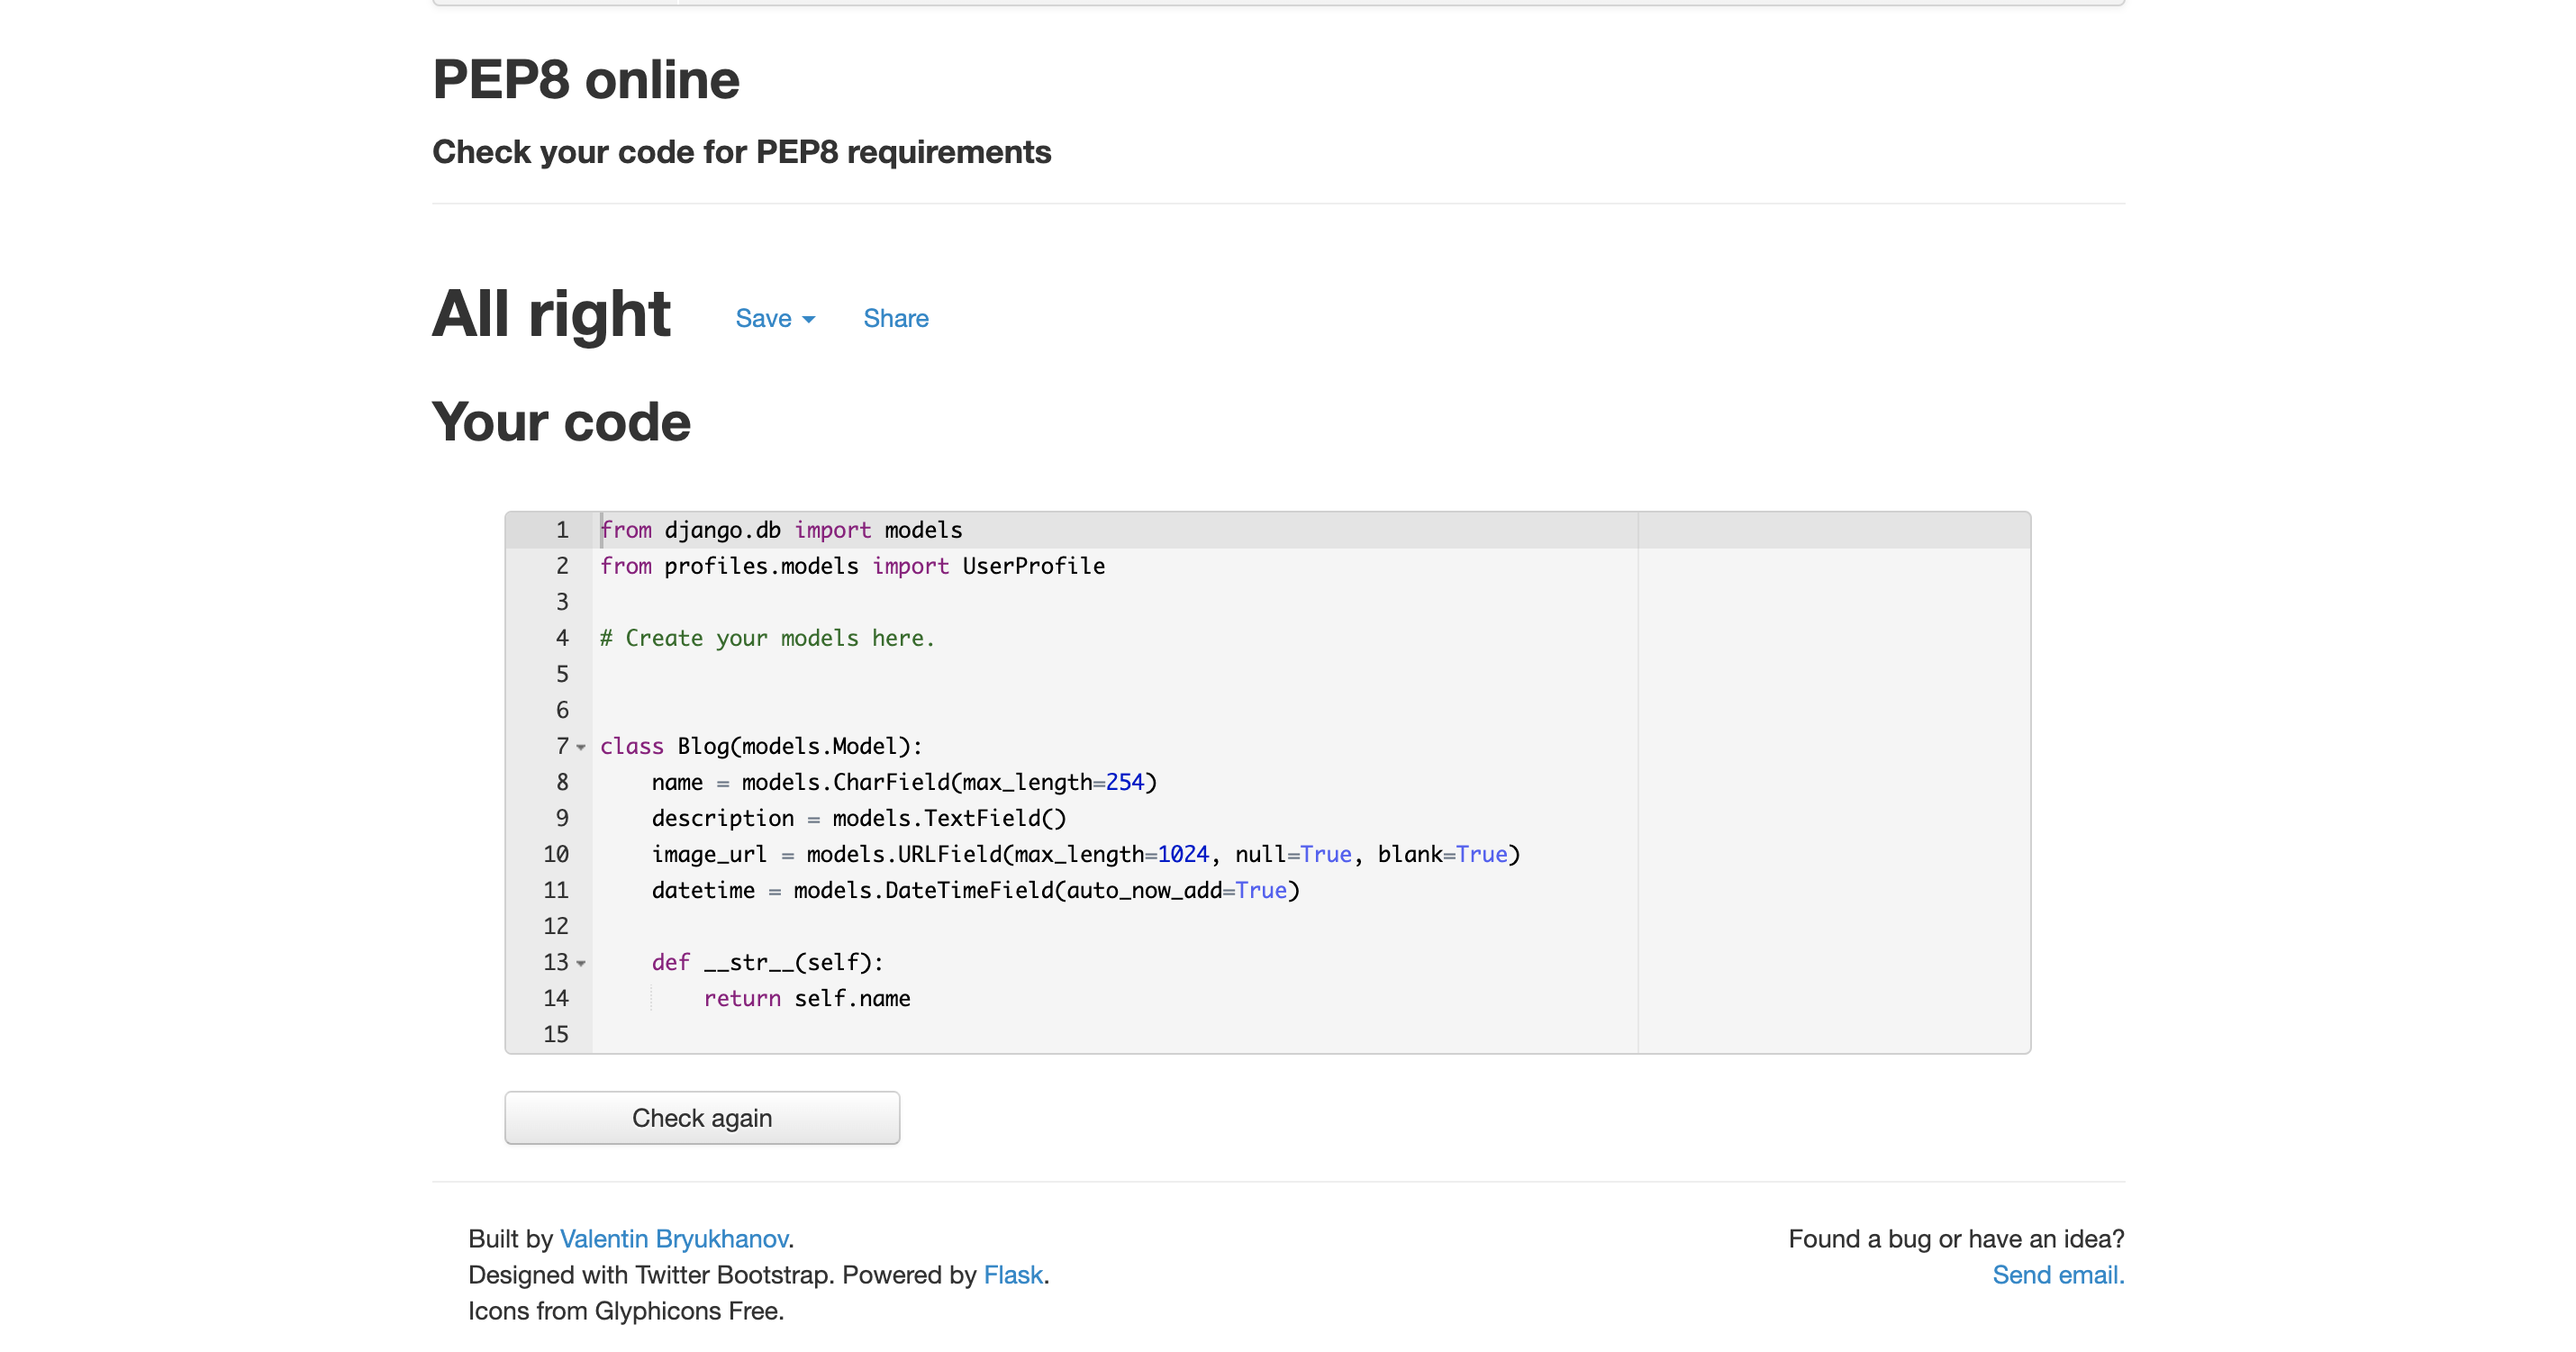 PEP8 online
Check your code for PEP8 requirements
All right Save Share
Your code
1 from django.db import models
2 from profiles.models import UserProfile
3
4 # Create your models here.
5
6
7 class Blog(models.Model):
8     name = models.CharField(max_length=254)
9     description = models.TextField()
10     image_url = models.URLField(max_length=1024, null=True, blank=True)
11     datetime = models.DateTimeField(auto_now_add=True)
12
13     def __str__(self):
14         return self.name
15
Check again
Built by Valentin Bryukhanov.
Designed with Twitter Bootstrap. Powered by Flask.
Icons from Glyphicons Free.
Found a bug or have an idea?
Send email.